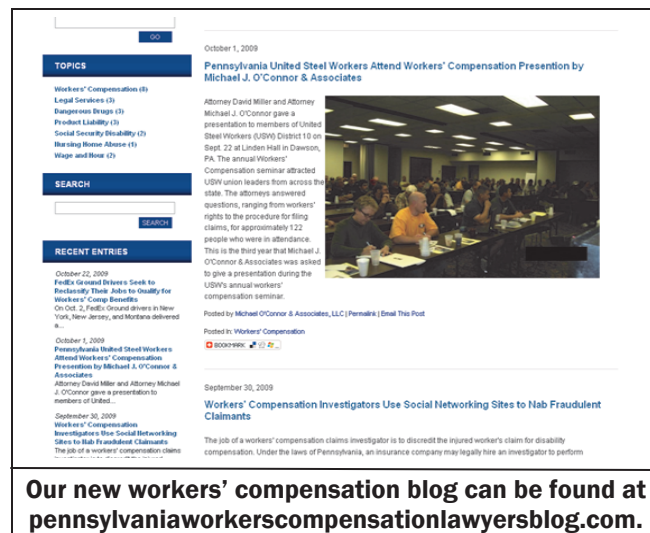 GO
TOPICS
Workers' Compensation (8)
Legal Services (3)
Dangerous Drugs (3)
Product Liability (3)
Social Security Disability (2)
Nursing Home Abuse (1)
Wage and Hour (2)
SEARCH
SEARCH
RECENT ENTRIES
October 22, 2009
FedEx Ground Drivers Seek to
Reclassify Their Jobs to Qualify for
Workers' Comp Benefits
On Oct. 2, FedEx Ground drivers in New
York, New Jersey, and Montana delivered
a...
October 1, 2009
Pennsylvania United Steel Workers
Attend Workers' Compensation
Presention by Michael J. O'Connor &
Associates
Attorney David Miller and Attorney Michael
J. O'Connor gave a presentation to
members of United...
September 30, 2009
Workers' Compensation
Investigators Use Social Networking
Sites to Nab Fraudulent Claimants
The job of a workers' compensation claims
October 1, 2009
Pennsylvania United Steel Workers Attend Workers' Compensation Presention by
Michael J. O'Connor & Associates
Attorney David Miller and Attorney
Michael J. O'Connor gave a
presentation to members of United
Steel Workers (USW) District 10 on
Sept. 22 at Linden Hall in Dawson,
PA. The annual Workers'
Compensation seminar attracted
USW union leaders from across the
state. The attorneys answered
questions, ranging from workers'
rights to the procedure for filing
claims, for approximately 122
people who were in attendance.
This is the third year that Michael J.
O'Connor & Associates was asked
to give a presentation during the
USW's annual workers'
compensation seminar.
Posted by Michael O'Connor & Associates, LLC | Permalink | Email This Post
Posted In: Workers' Compensation
BOOKMARK
September 30, 2009
Workers' Compensation Investigators Use Social Networking Sites to Nab Fraudulent
Claimants
The job of a workers' compensation claims investigator is to discredit the injured worker's claim for disability
compensation. Under the laws of Pennsylvania, an insurance company may legally hire an investigator to perform
Our new workers' compensation blog can be found at
pennsylvaniaworkerscompensationlawyersblog.com.